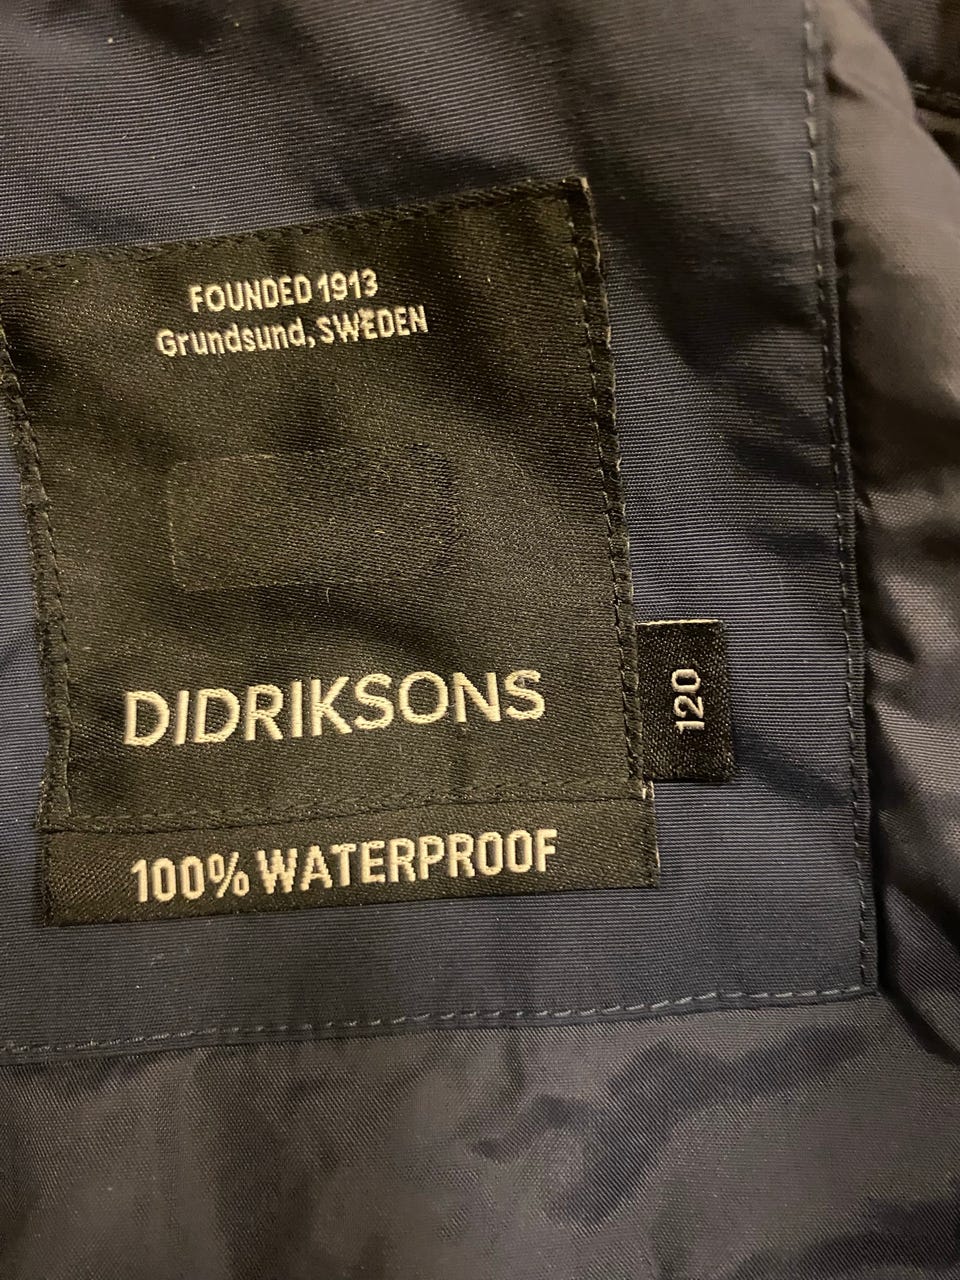 FOUNDED 1913
Grundsund, SWEDEN
DIDRIKSONS
120
100% WATERPROOF